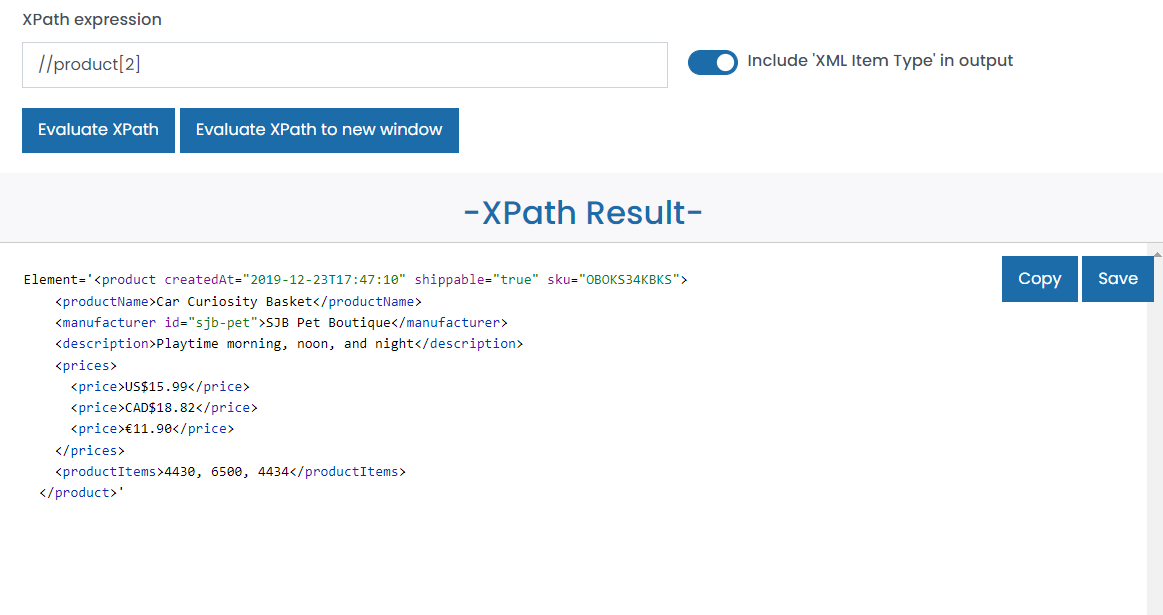 XPath expression
//product[2]
Include 'XML Item Type' in output
Evaluate XPath
Evaluate XPath to new window
-XPath Result-
Copy
Save
Element='<product createdAt="2019-12-23T17:47:10" shippable="true" sku="OBOKS34KBKS">
<productName>Car Curiosity Basket</productName>
<manufacturer id="sjb-pet">SJB Pet Boutique</manufacturer>
<description>Playtime morning, noon, and night</description>
<prices>
<price>US$15.99</price>
<price>CAD$18.82</price>
<price>€11.90</price>
</prices>
<productItems>4430, 6500, 4434</productItems>
</product>'